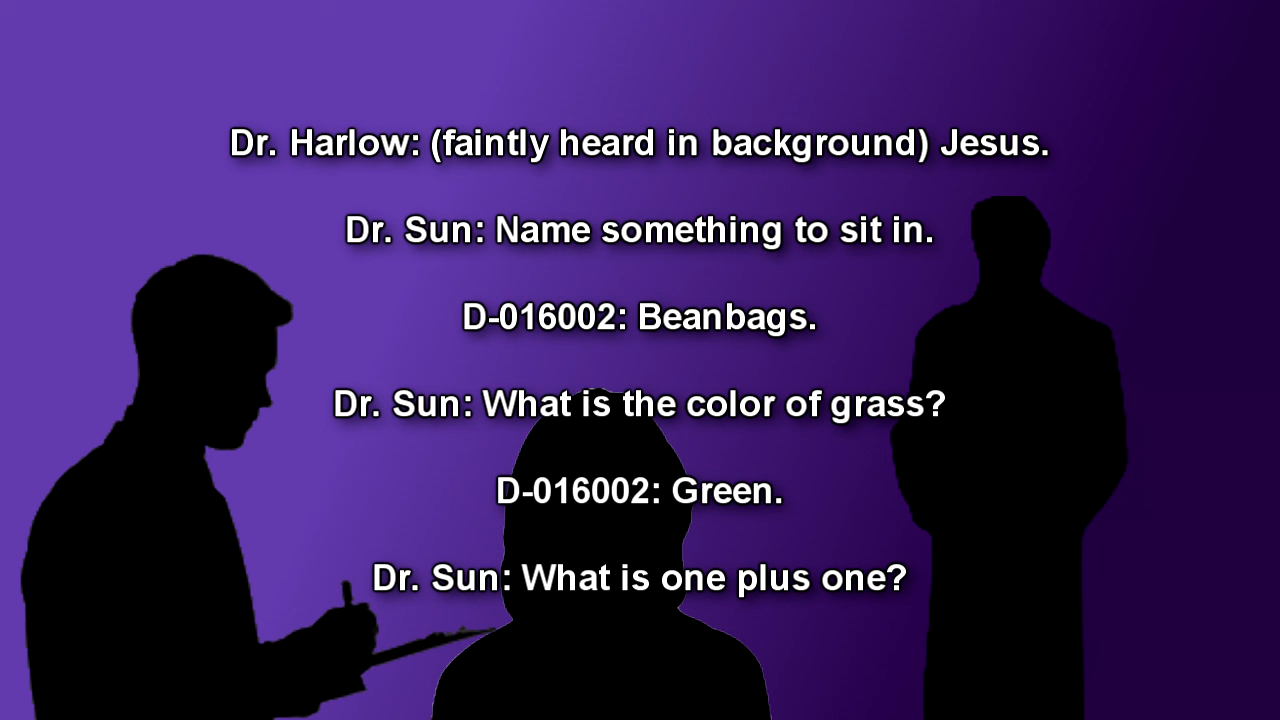 Dr. Harlow: (faintly heard in background) Jesus.
Dr. Sun: Name something to sit in.
D-016002: Beanbags.
Dr. Sun: What is the color of grass?
D-016002: Green.
Dr. Sun: What is one plus one?